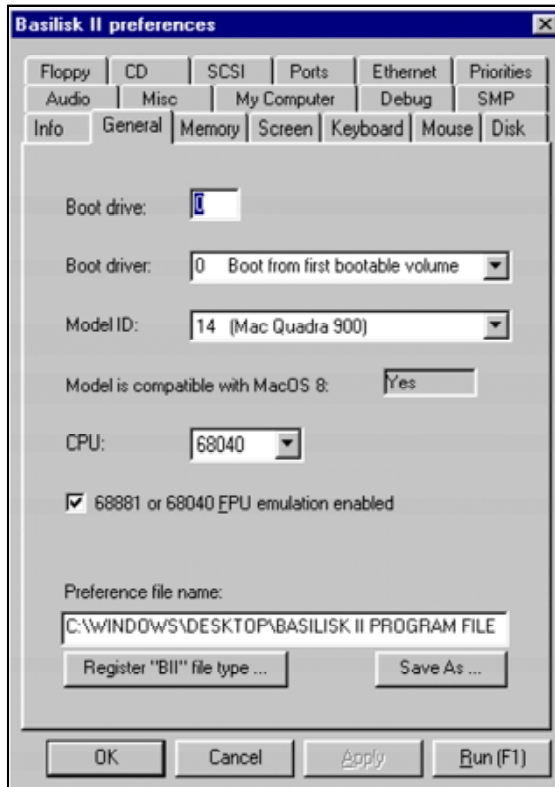 Basilisk II preferences
Floppy CD SCSI Ports Ethernet Priorities
Audio Misc My Computer Debug SMP
Info General Memory Screen Keyboard Mouse Disk
Boot drive: 0
Boot driver: 0 Boot from first bootable volume
Model ID: 14 (Mac Quadra 900)
Model is compatible with MacOS 8: Yes
CPU: 68040
68881 or 68040 FPU emulation enabled
Preference file name:
C:\WINDOWS\DESKTOP\BASILISK II PROGRAM FILE
Register "BII" file type ... Save As ...
OK Cancel Apply Run (F1)